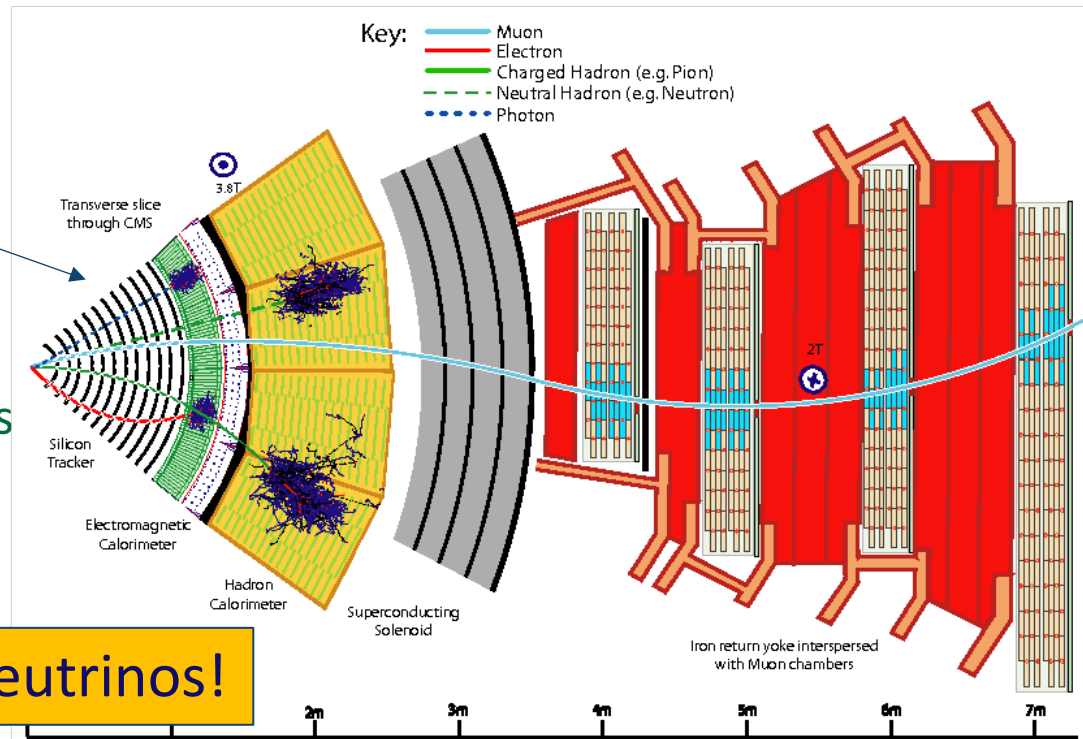 Key:
Muon
Electron
Charged Hadron (e.g. Pion)
Neutral Hadron (e.g. Neutron)
Photon
3.8T
Transverse slice
through CMS
2T
s
Silicon
Tracker
Electromagnetic
Calorimeter
Hadron
Calorimeter
Superconducting
Solenoid
Iron return yoke interspersed
with Muon chambers
eutrinos!
2m
3m
4m
5m
6m
7m